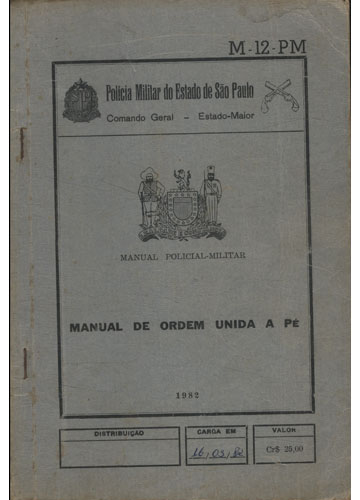 M-12-PM
Polícia Militar do Estado de São Paulo
Comando Geral - Estado-Maior
MANUAL POLICIAL-MILITAR
MANUAL DE ORDEM UNIDA A PÉ
1982
DISTRIBUIÇÃO
CARGA EM
VALOR
16, 03,
Cr$ 25,00